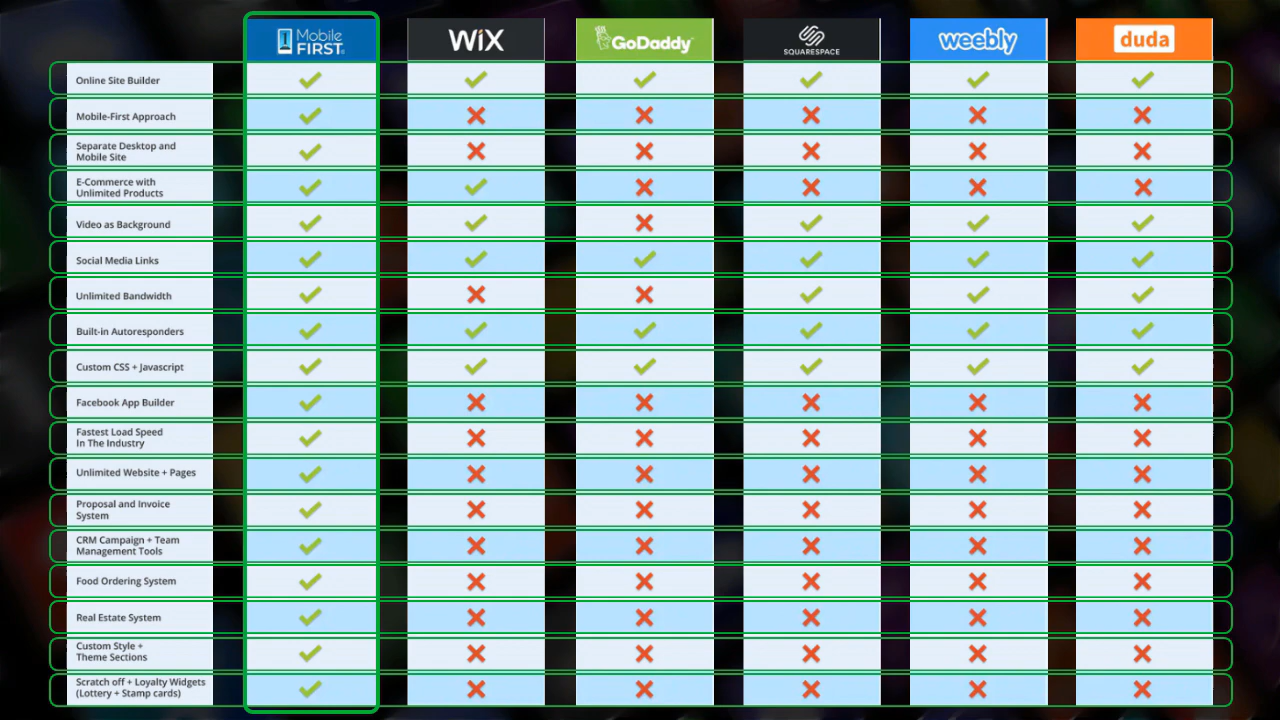 Mobile
FIRST
WiX
GoDaddy
SQUARESPACE
weebly
duda
Online Site Builder
Mobile-First Approach
Separate Desktop and
Mobile Site
E-Commerce with
Unlimited Products
Video as Background
Social Media Links
Unlimited Bandwidth
Built-in Autoresponders
Custom CSS + Javascript
Facebook App Builder
Fastest Load Speed
In The Industry
Unlimited Website + Pages
Proposal and Invoice
System
CRM Campaign + Team
Management Tools
Food Ordering System
Real Estate System
Custom Style +
Theme Sections
Scratch off + Loyalty Widgets
(Lottery + Stamp cards)